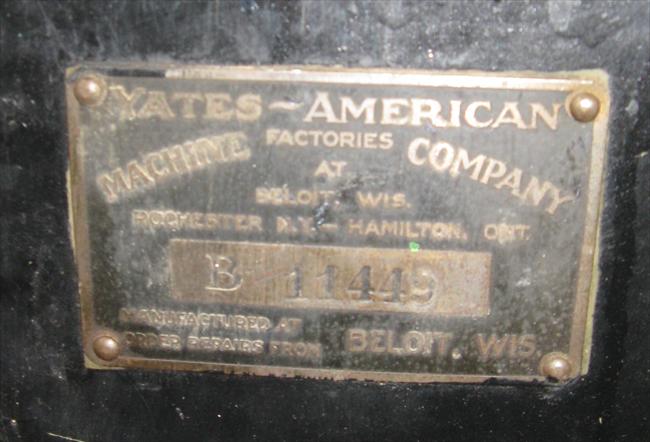 YATES-AMERICAN
MACHINE FACTORIES COMPANY
AT
BELOIT, WIS.
ROCHESTER N.Y. - HAMILTON, ONT.
B-11449
MANUFACTURED AT
ORDER REPAIRS FROM BELOIT, WIS.